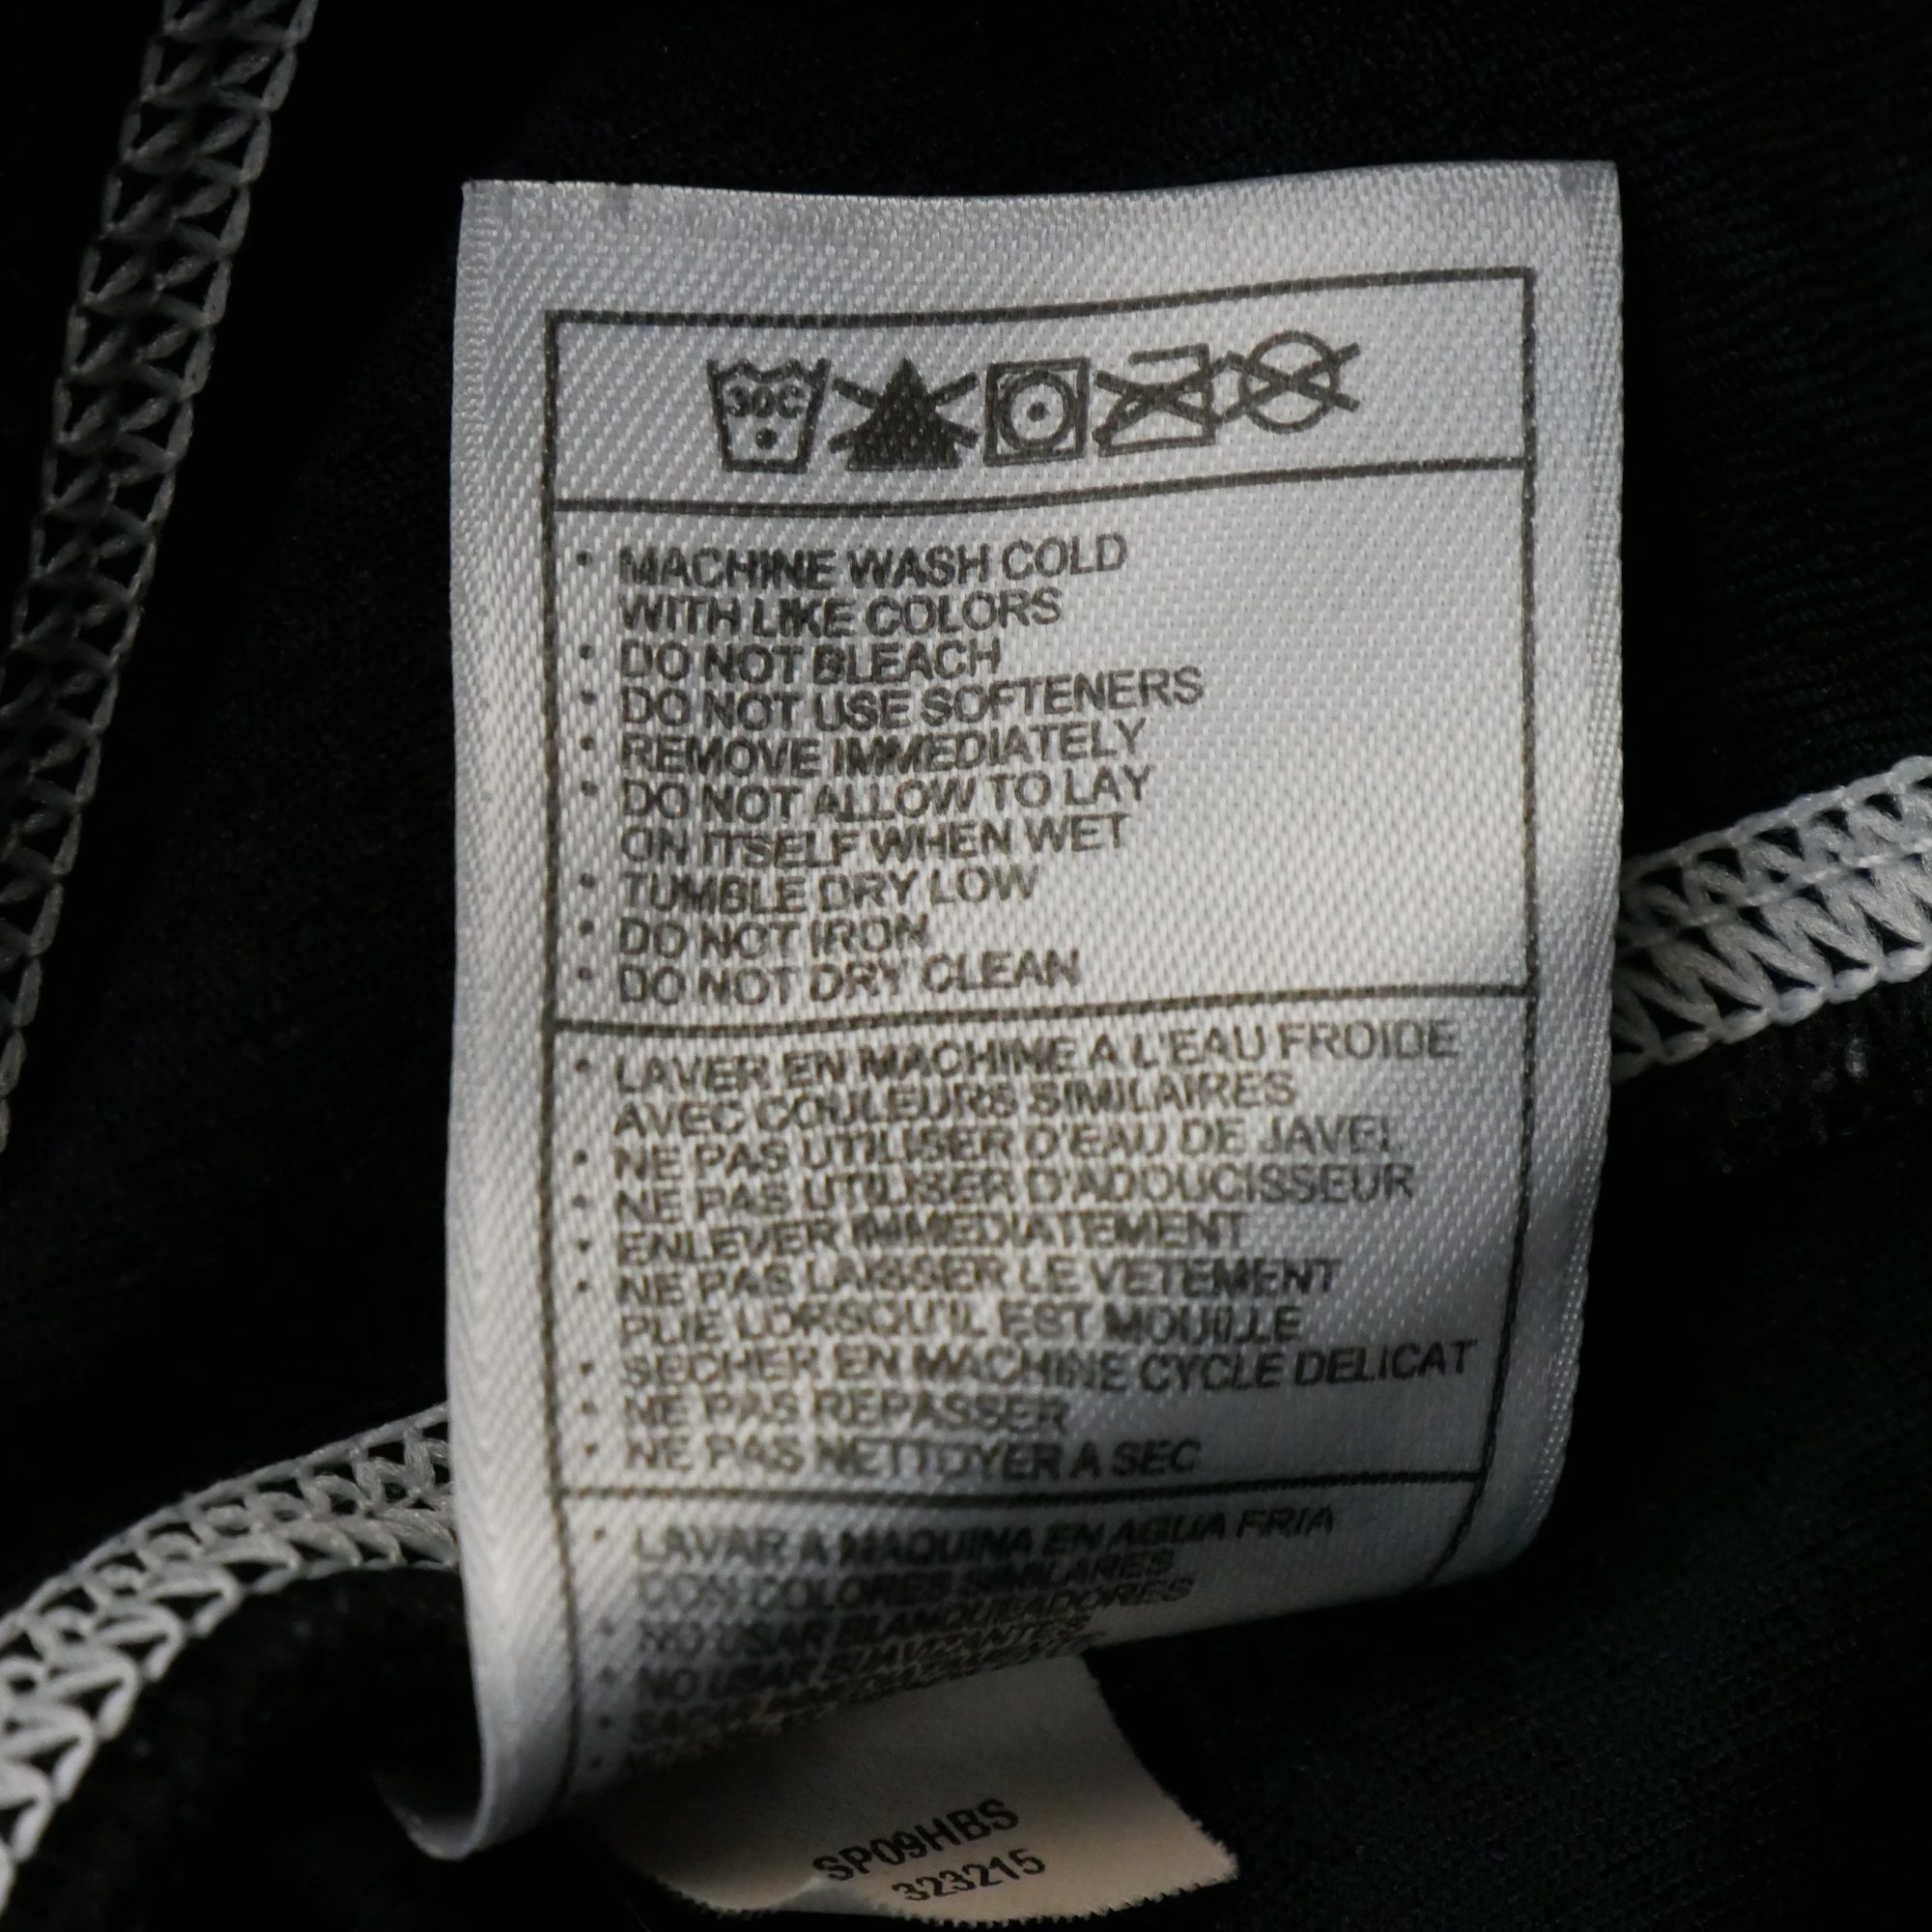 30C
• MACHINE WASH COLD
WITH LIKE COLORS
• DO NOT BLEACH
• DO NOT USE SOFTENERS
• REMOVE IMMEDIATELY
• DO NOT ALLOW TO LAY
ON ITSELF WHEN WET
• TUMBLE DRY LOW
• DO NOT IRON
• DO NOT DRY CLEAN
• LAVER EN MACHINE A L'EAU FROIDE
AVEC COULEURS SIMILAIRES
• NE PAS UTILISER D'EAU DE JAVEL
• NE PAS UTILISER D'ADOUCISSEUR
• ENLEVER IMMEDIATEMENT
• NE PAS LAISSER LE VETEMENT
PLIE LORSQU'IL EST MOUILLE
• SECHER EN MACHINE CYCLE DELICAT
• NE PAS REPASSER
• NE PAS NETTOYER A SEC
• LAVAR A MAQUINA EN AGUA FRIA
CON COLORES SIMILARES
• NO USAR BLANQUEADORES
• NO USAR SUAVIZANTES
SP09HBS
323215